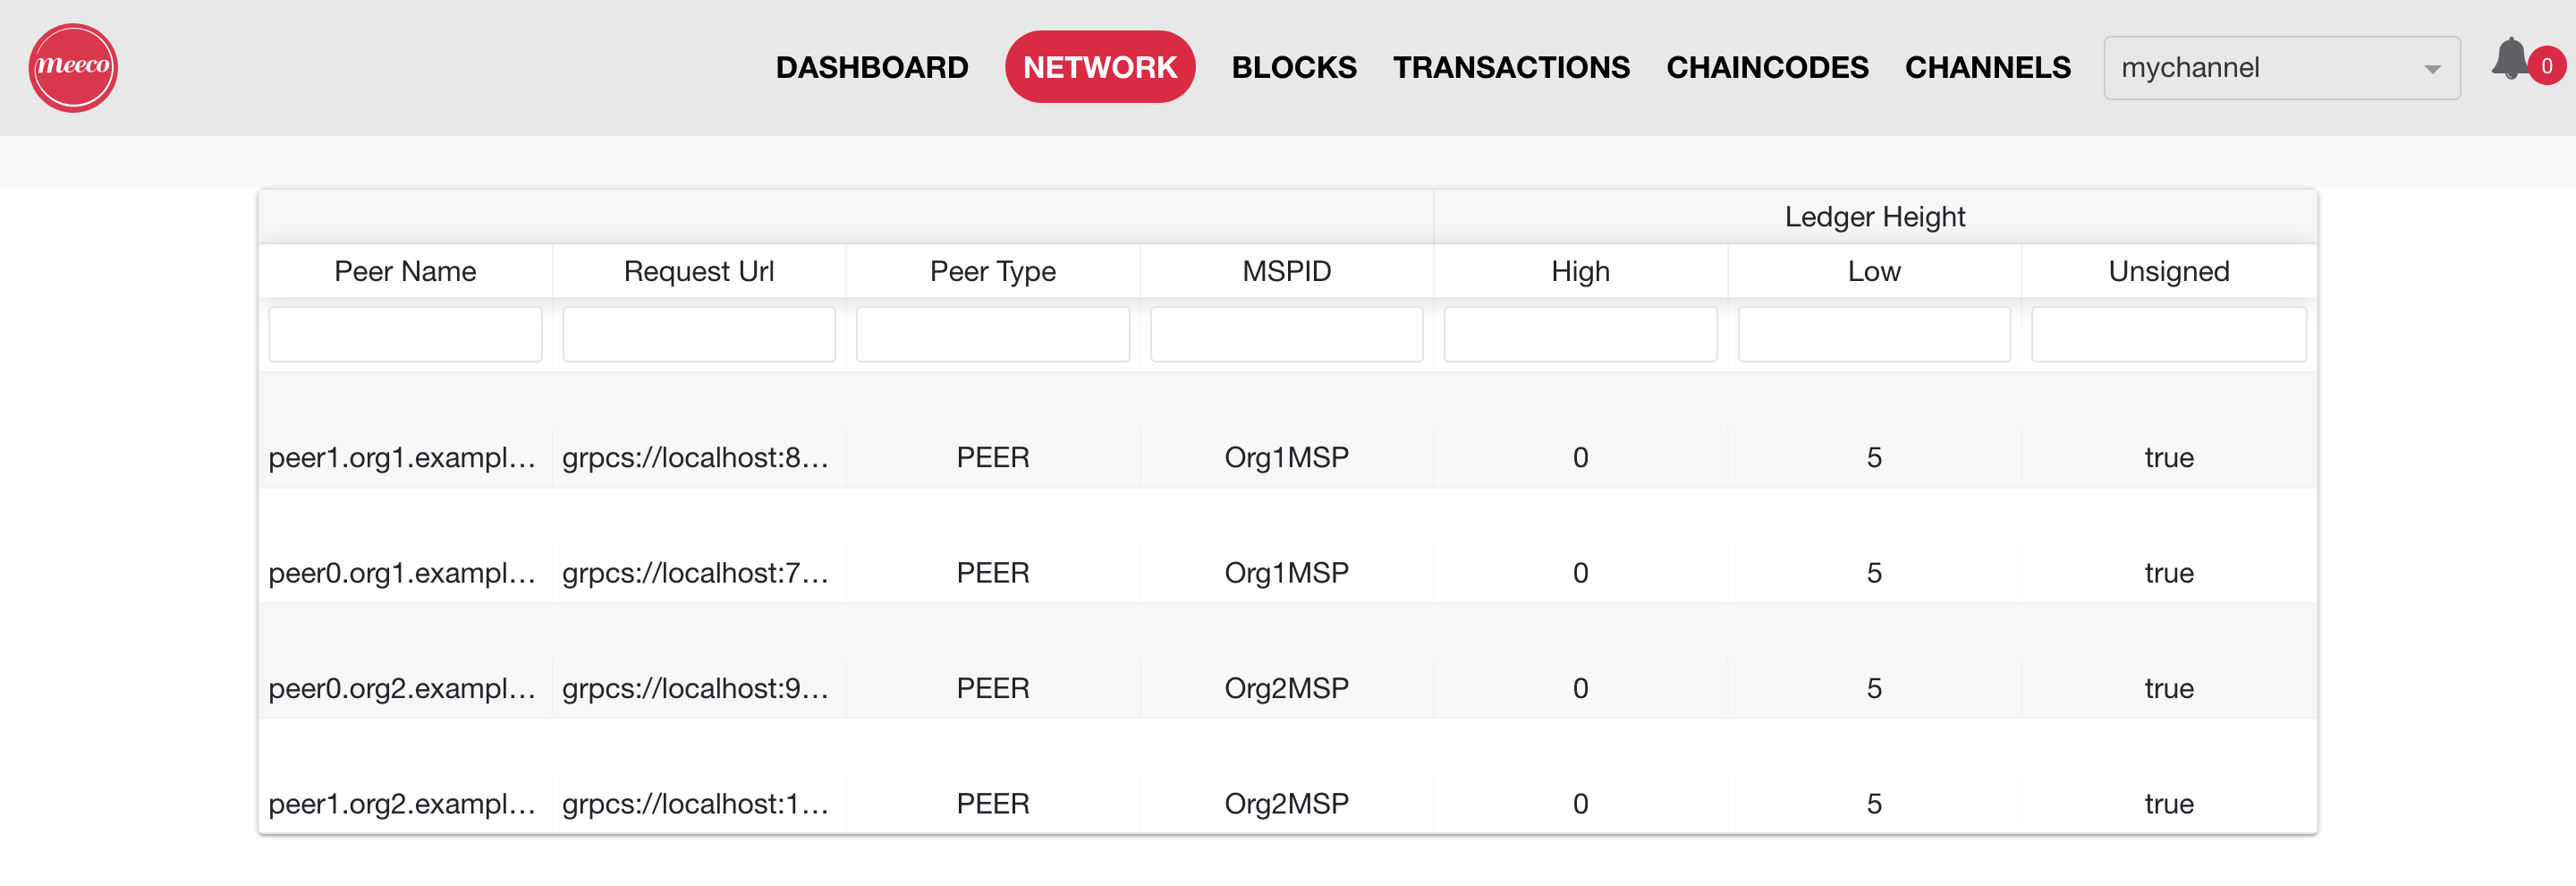 meeco DASHBOARD NETWORK BLOCKS TRANSACTIONS CHAINCODES CHANNELS mychannel 0
Ledger Height
Peer Name Request Url Peer Type MSPID High Low Unsigned
peer1.org1.exampl... grpcs://localhost:8... PEER Org1MSP 0 5 true
peer0.org1.exampl... grpcs://localhost:7... PEER Org1MSP 0 5 true
peer0.org2.exampl... grpcs://localhost:9... PEER Org2MSP 0 5 true
peer1.org2.exampl... grpcs://localhost:1... PEER Org2MSP 0 5 true